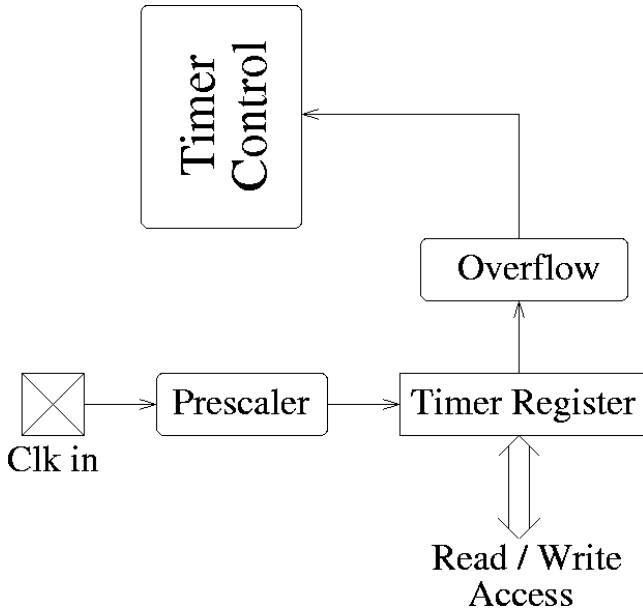 Timer
Control
Overflow
Prescaler
Timer Register
Clk in
Read / Write
Access